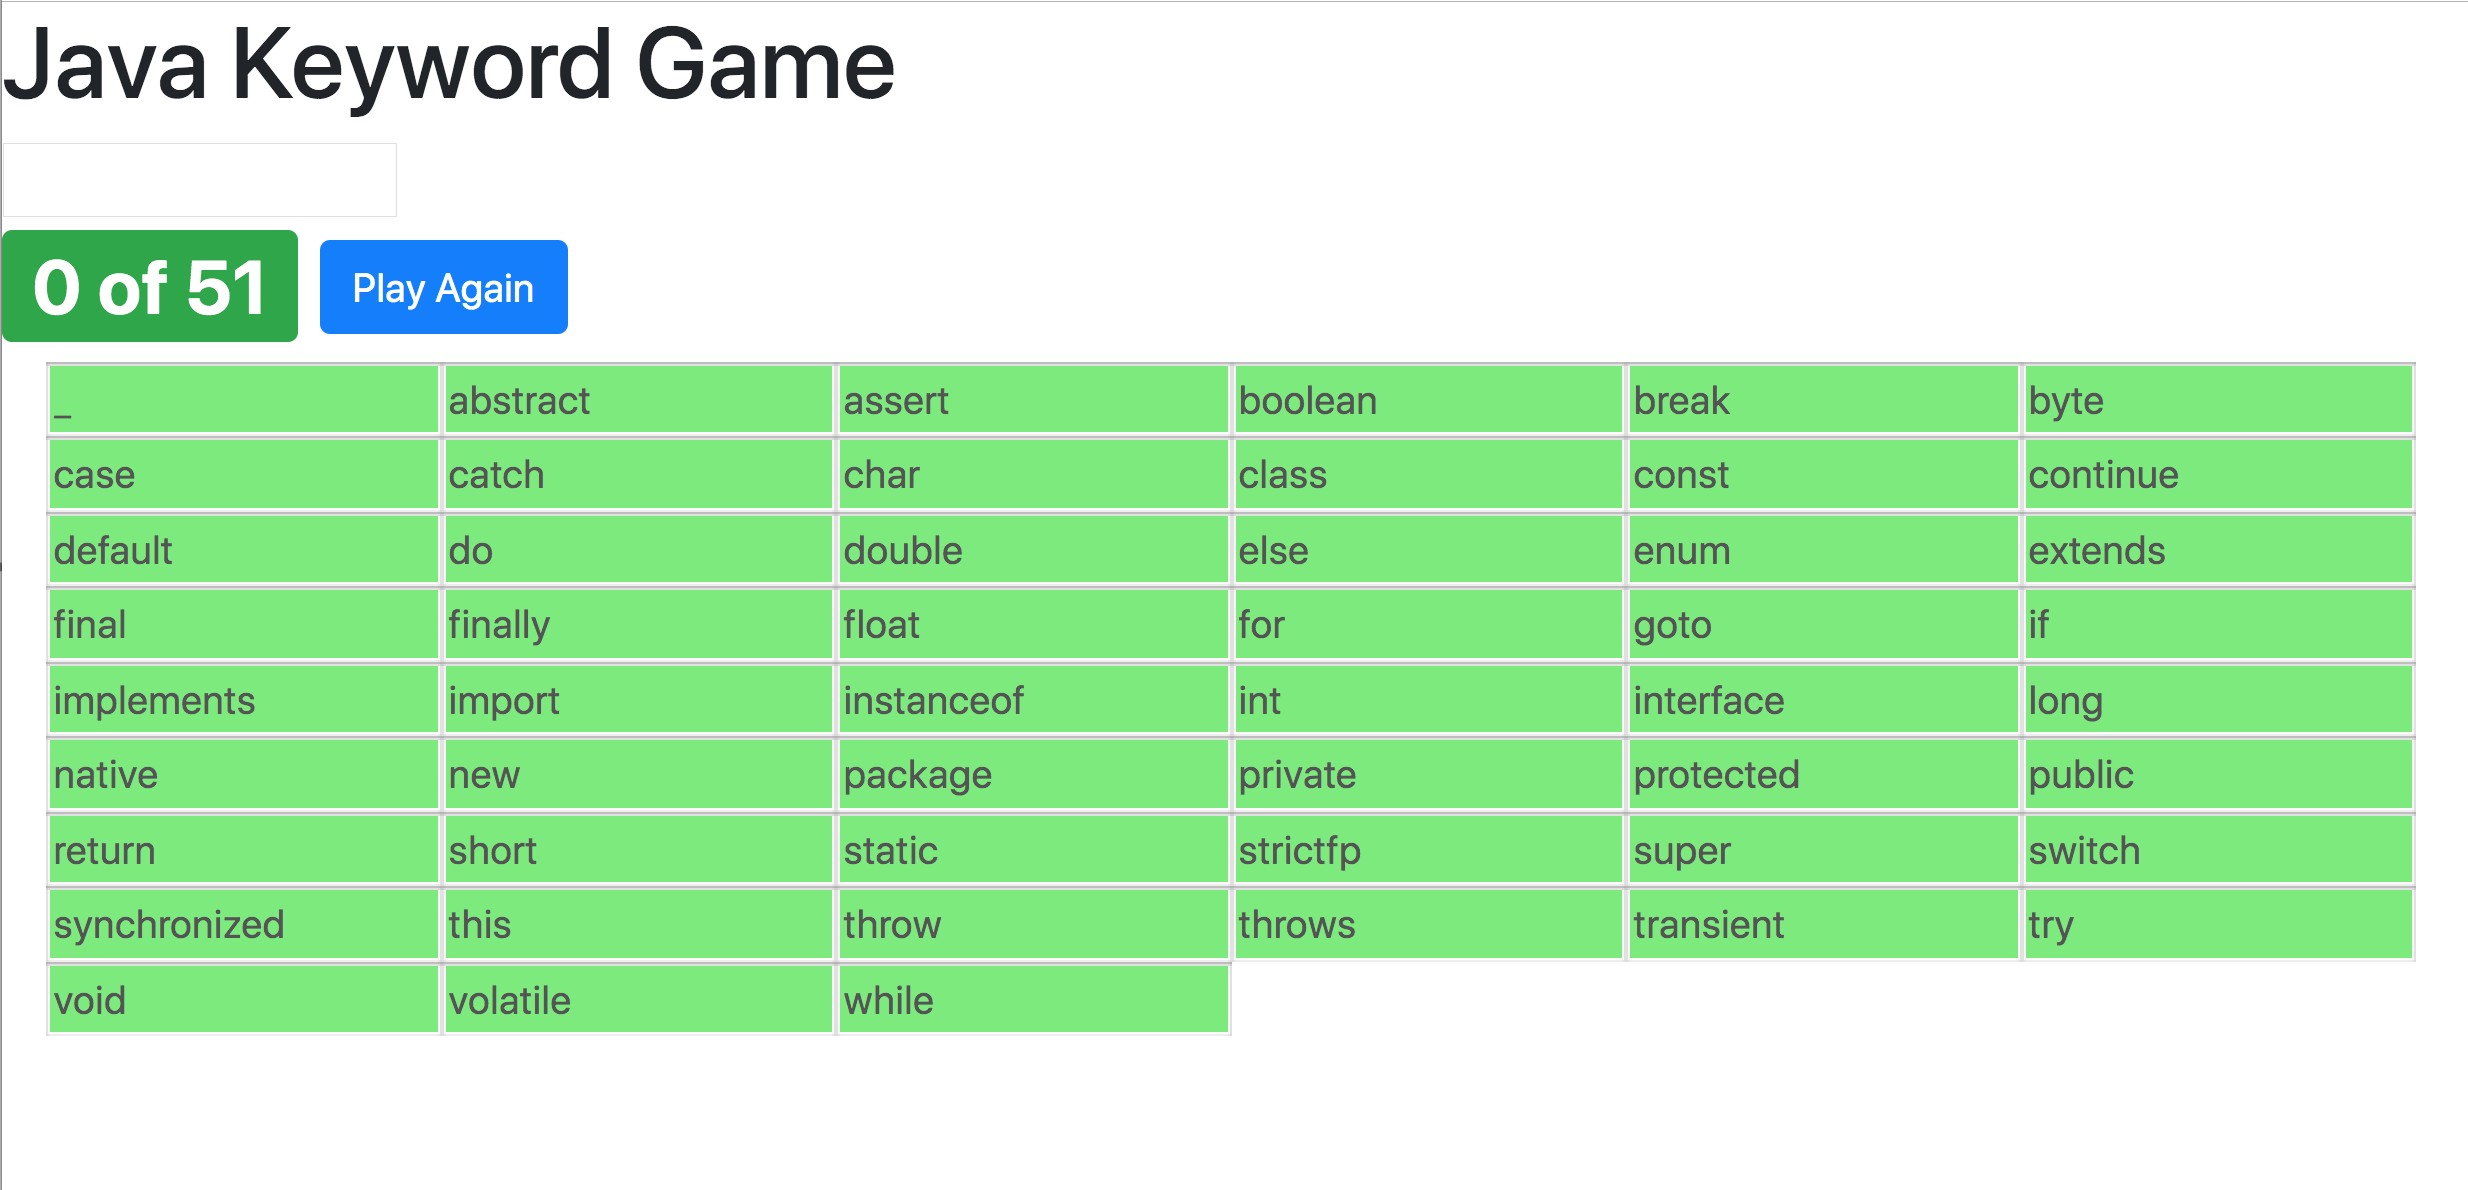 Java Keyword Game
0 of 51 Play Again
_ abstract assert boolean break byte
case catch char class const continue
default do double else enum extends
final finally float for goto if
implements import instanceof int interface long
native new package private protected public
return short static strictfp super switch
synchronized this throw throws transient try
void volatile while